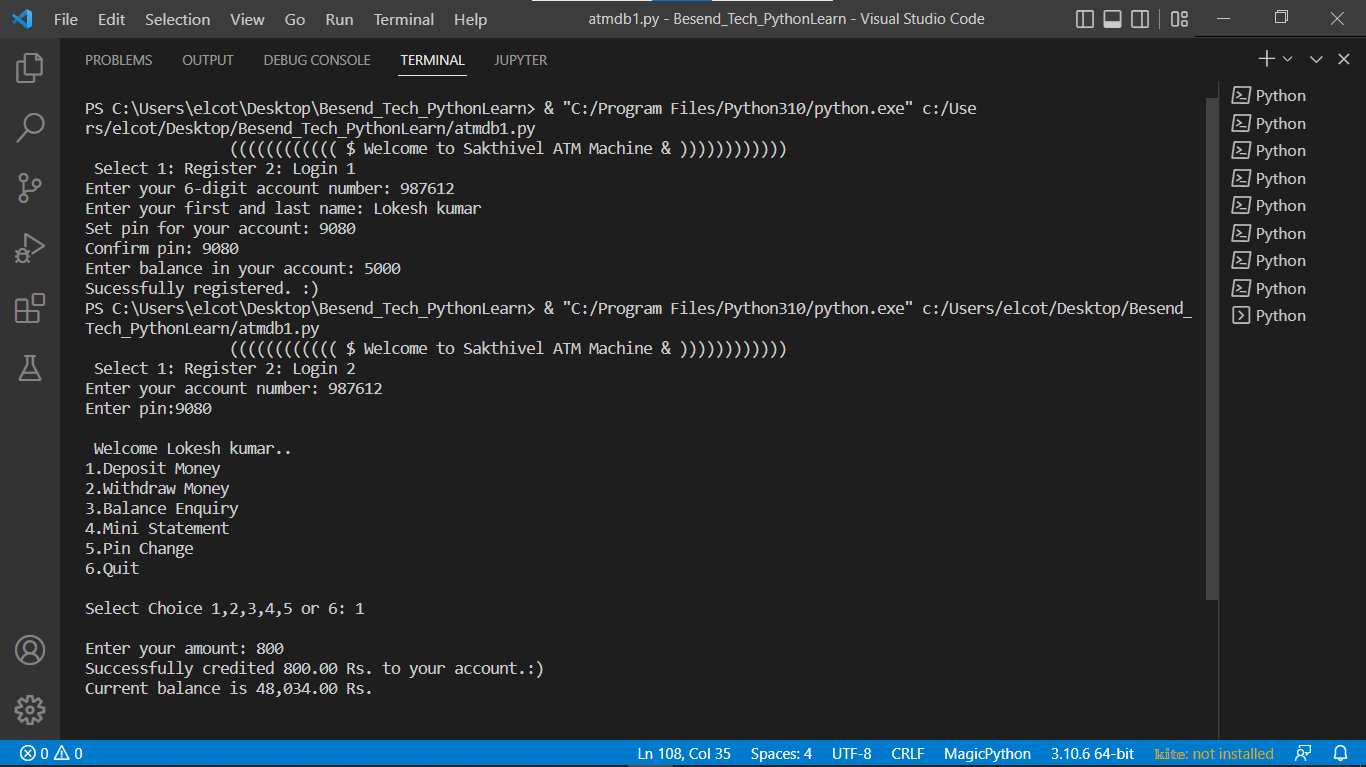 File Edit Selection View Go Run Terminal Help atmdb1.py - Besend_Tech_PythonLearn - Visual Studio Code
PROBLEMS OUTPUT DEBUG CONSOLE TERMINAL JUPYTER
PS C:\Users\elcot\Desktop\Besend_Tech_PythonLearn> & "C:/Program Files/Python310/python.exe" c:/Use
rs/elcot/Desktop/Besend_Tech_PythonLearn/atmdb1.py
(((((((((((( $ Welcome to Sakthivel ATM Machine & ))))))))))))
Select 1: Register 2: Login 1
Enter your 6-digit account number: 987612
Enter your first and last name: Lokesh kumar
Set pin for your account: 9080
Confirm pin: 9080
Enter balance in your account: 5000
Sucessfully registered. :)
PS C:\Users\elcot\Desktop\Besend_Tech_PythonLearn> & "C:/Program Files/Python310/python.exe" c:/Users/elcot/Desktop/Besend_
Tech_PythonLearn/atmdb1.py
(((((((((((( $ Welcome to Sakthivel ATM Machine & ))))))))))))
Select 1: Register 2: Login 2
Enter your account number: 987612
Enter pin:9080
Welcome Lokesh kumar..
1.Deposit Money
2.Withdraw Money
3.Balance Enquiry
4.Mini Statement
5.Pin Change
6.Quit
Select Choice 1,2,3,4,5 or 6: 1
Enter your amount: 800
Successfully credited 800.00 Rs. to your account.:)
Current balance is 48,034.00 Rs.
Python
Python
Python
Python
Python
Python
Python
Python
Python
0 0 Ln 108, Col 35 Spaces: 4 UTF-8 CRLF MagicPython 3.10.6 64-bit kite: not installed